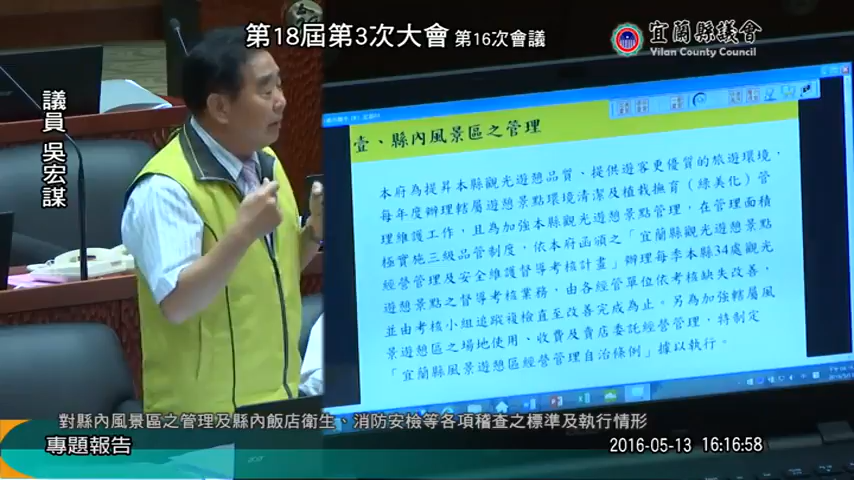 第18屆第3次大會 第16次會議
宜蘭縣議會
Yilan County Council
議員 吳宏謀
壹、縣內風景區之管理
本府為提昇本縣觀光遊憩品質、提供遊客更優質的旅遊環境，
每年度辦理轄屬遊憩景點環境清潔及植栽撫育（綠美化）管
理維護工作，且為加強本縣觀光遊憩景點管理，在管理面積
極實施三級品管制度，依本府函頒之「宜蘭縣觀光遊憩景點
經營管理及安全維護督導考核計畫」辦理每季本縣34處觀光
遊憩景點之督導考核業務，由各經管單位依考核缺失改善，
並由考核小組追蹤複檢直至改善完成為止。另為加強轄屬風
景遊憩區之場地使用、收費及賣店委託經營管理，特制定
「宜蘭縣風景遊憩區經營管理自治條例」據以執行。
對縣內風景區之管理及縣內飯店衛生、消防安檢等各項稽查之標準及執行情形
專題報告
2016-05-13 16:16:58